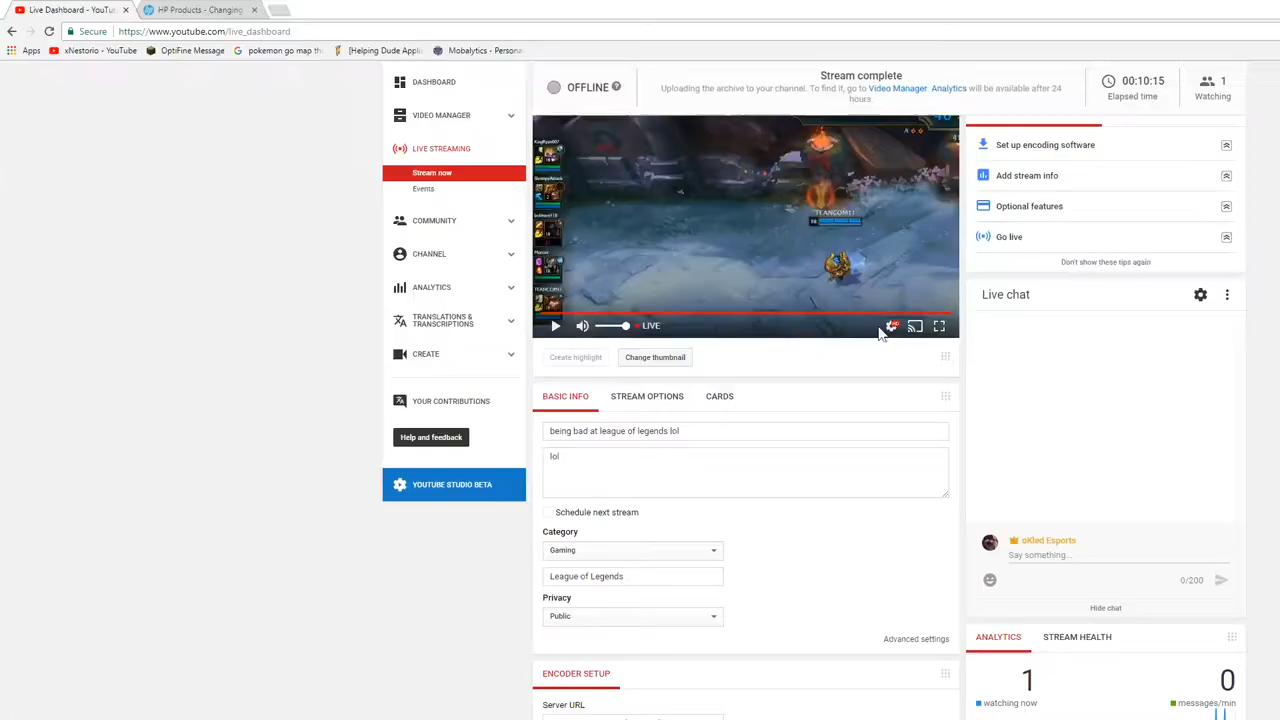 Live Dashboard - YouTu
HP Products - Changing
Secure
https://www.youtube.com/live_dashboard
Apps
xNestorio - YouTube
OptiFine Message
pokemon go map th
[Helping Dude Appli
Mobalytics - Persona
DASHBOARD
VIDEO MANAGER
LIVE STREAMING
Stream now
Events
COMMUNITY
CHANNEL
ANALYTICS
TRANSLATIONS &
TRANSCRIPTIONS
CREATE
YOUR CONTRIBUTIONS
Help and feedback
YOUTUBE STUDIO BETA
OFFLINE ?
Stream complete
Uploading the archive to your channel. To find it, go to Video Manager. Analytics will be available after 24
hours.
00:10:15
Elapsed time
1
Watching
TEAMCOM11
LIVE
Create highlight
Change thumbnail
BASIC INFO
STREAM OPTIONS
CARDS
being bad at league of legends lol
lol
Schedule next stream
Category
Gaming
League of Legends
Privacy
Public
Advanced settings
ENCODER SETUP
Server URL
Set up encoding software
Add stream info
Optional features
Go live
Don't show these tips again
Live chat
oKled Esports
Say something...
0/200
Hide chat
ANALYTICS
STREAM HEALTH
1
watching now
0
messages/min